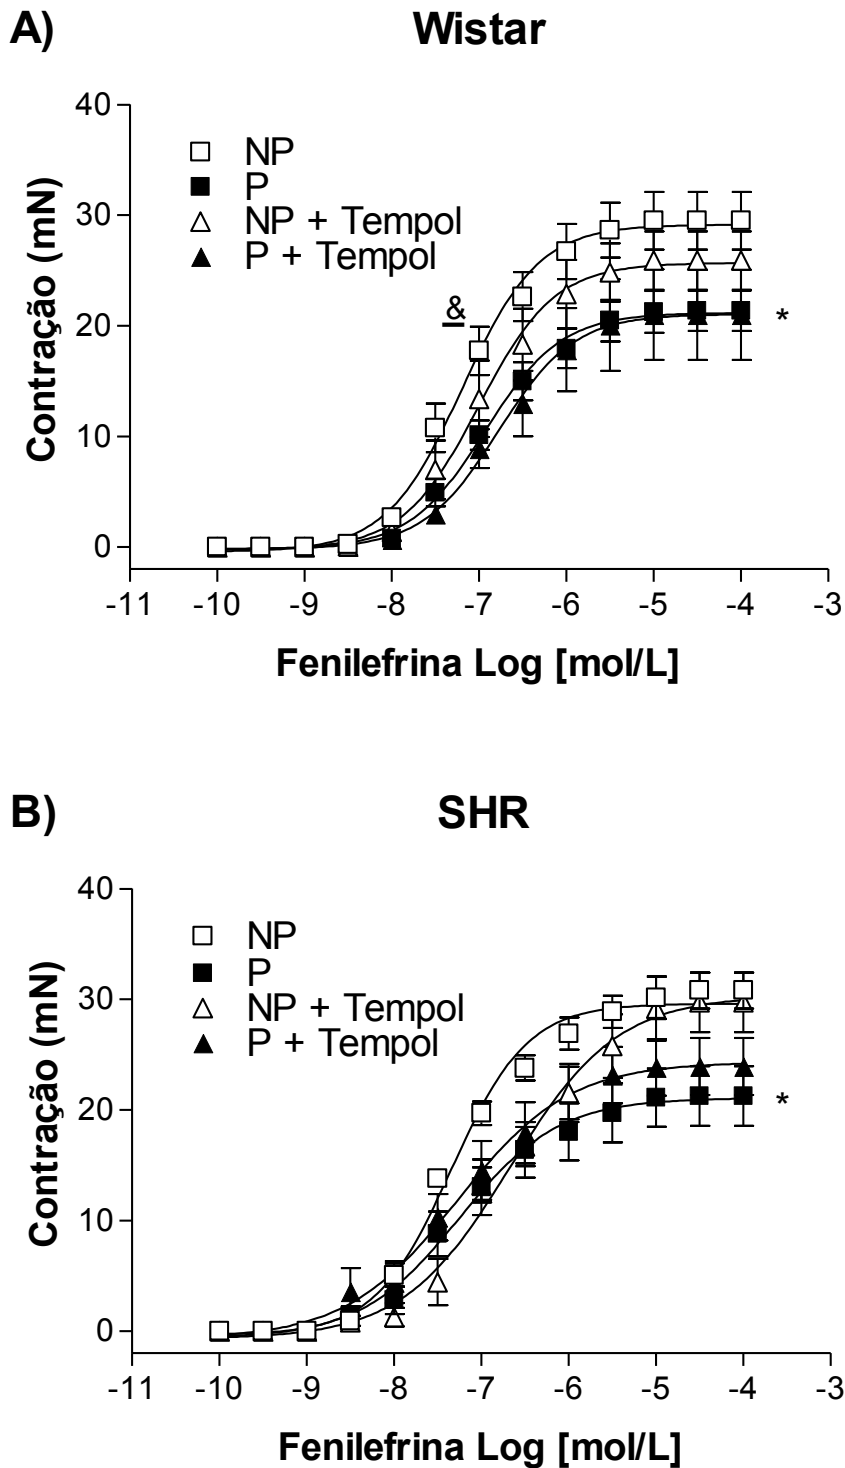 A)
Wistar
40
30
20
10
0
Contração (mN)
NP
P
NP + Tempol
P + Tempol
&
*
-11 -10 -9 -8 -7 -6 -5 -4 -3
Fenilefrina Log [mol/L]
B)
SHR
40
30
20
10
0
Contração (mN)
NP
P
NP + Tempol
P + Tempol
*
-11 -10 -9 -8 -7 -6 -5 -4 -3
Fenilefrina Log [mol/L]